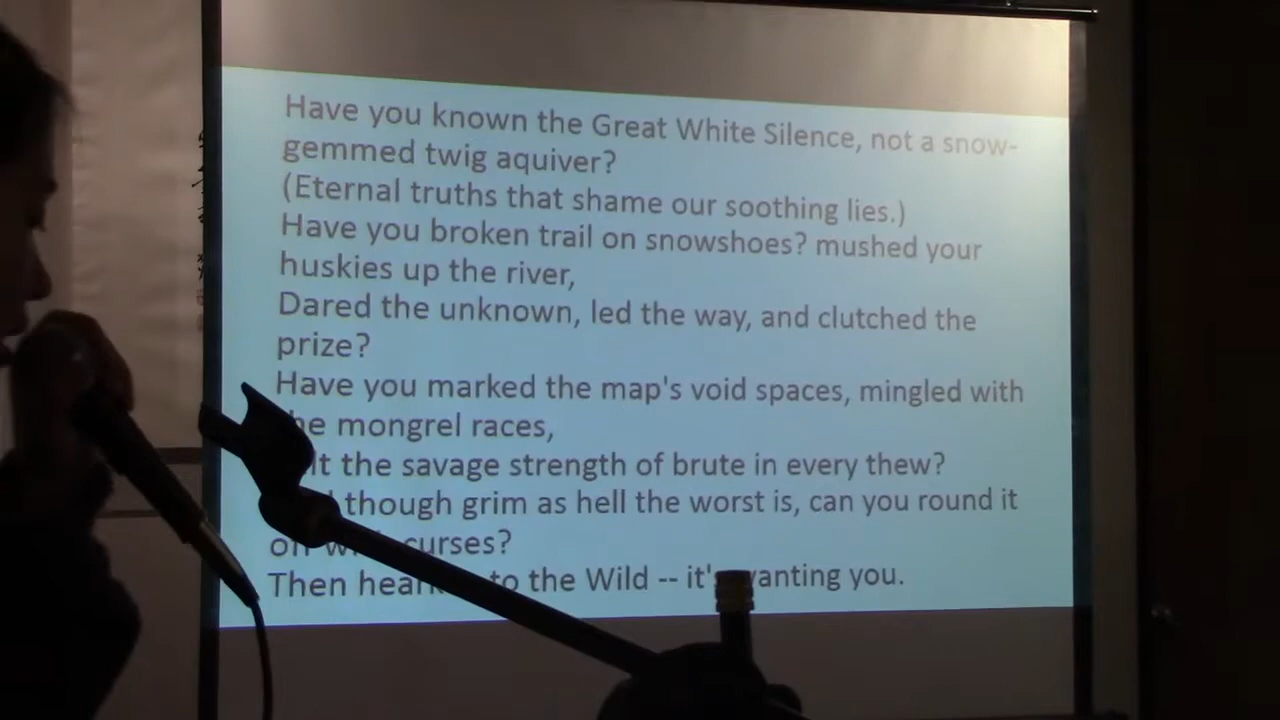 Have you known the Great White Silence, not a snow-
gemmed twig aquiver?
(Eternal truths that shame our soothing lies.)
Have you broken trail on snowshoes? mushed your
huskies up the river,
Dared the unknown, led the way, and clutched the
prize?
Have you marked the map's void spaces, mingled with
he mongrel races,
lt the savage strength of brute in every thew?
though grim as hell the worst is, can you round it
curses?
Then to the Wild -- it's wanting you.